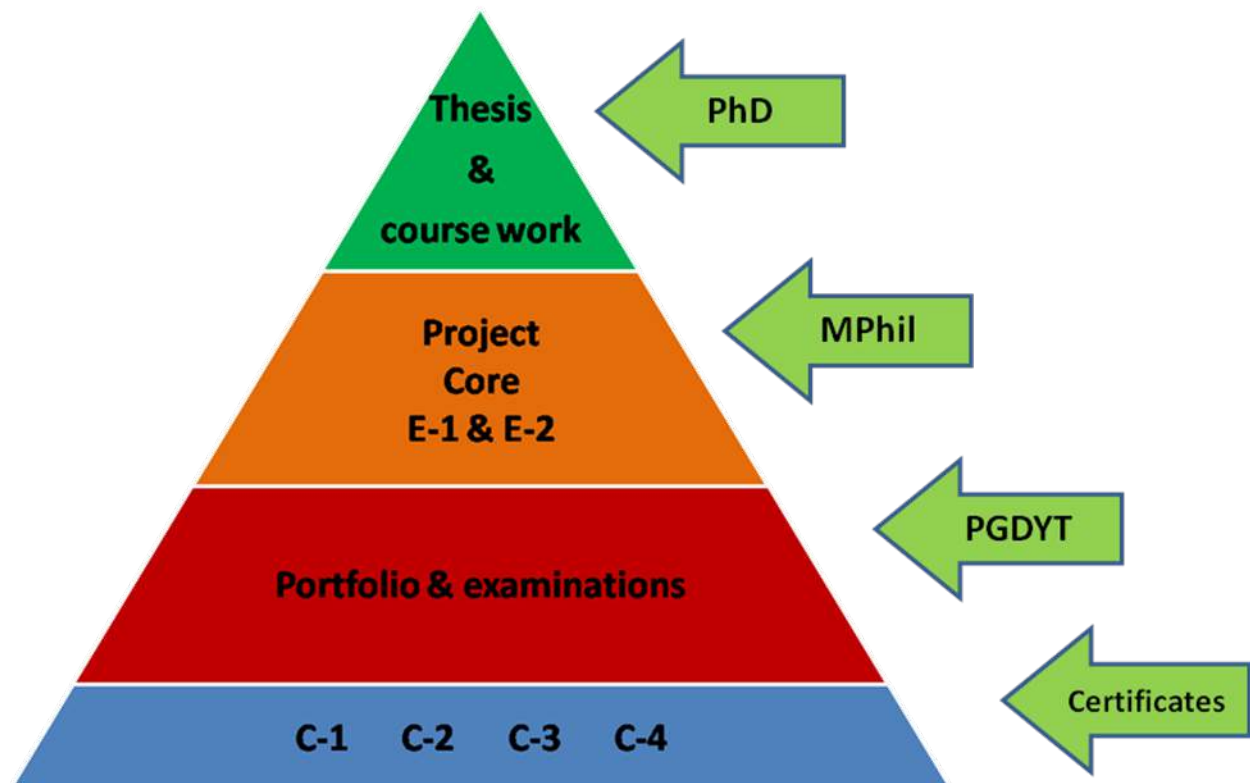 Thesis
&
course work
PhD
Project
Core
E-1 & E-2
MPhil
Portfolio & examinations
PGDYT
C-1 C-2 C-3 C-4
Certificates